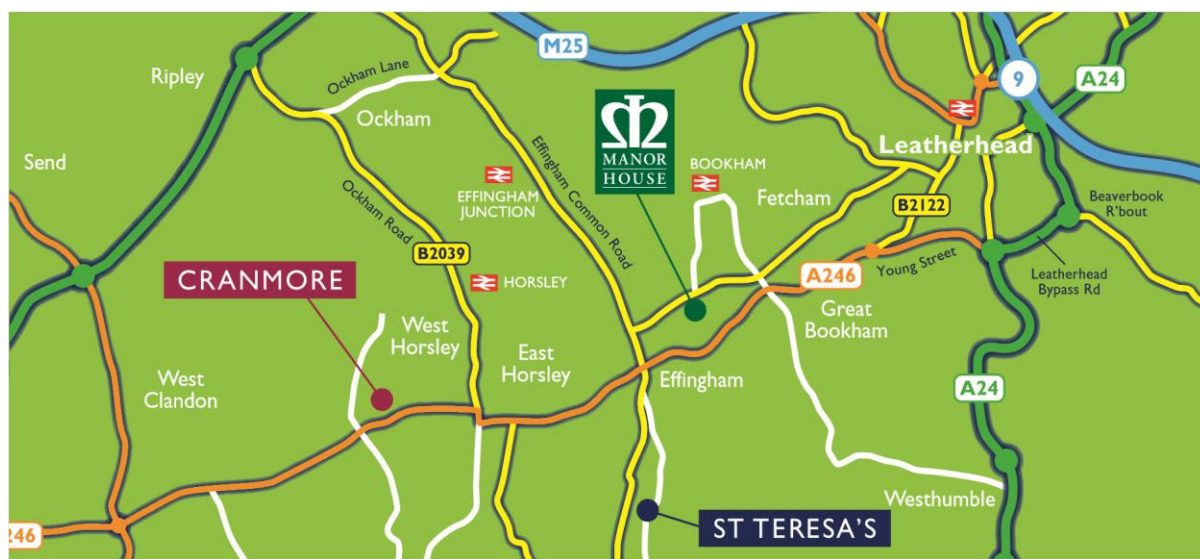 M25
Ripley
Ockham Lane
Ockham
9
A24
Leatherhead
MANOR
HOUSE
BOOKHAM
Send
EFFINGHAM
JUNCTION
Effingham Common Road
Fetcham
B2122
Beaverbook
R'bout
Ockham Road
B2039
Young Street
Leatherhead
Bypass Rd
CRANMORE
HORSLEY
A246
Great
Bookham
West
Horsley
East
Horsley
Effingham
West
Clandon
A24
Westhumble
246
ST TERESA'S